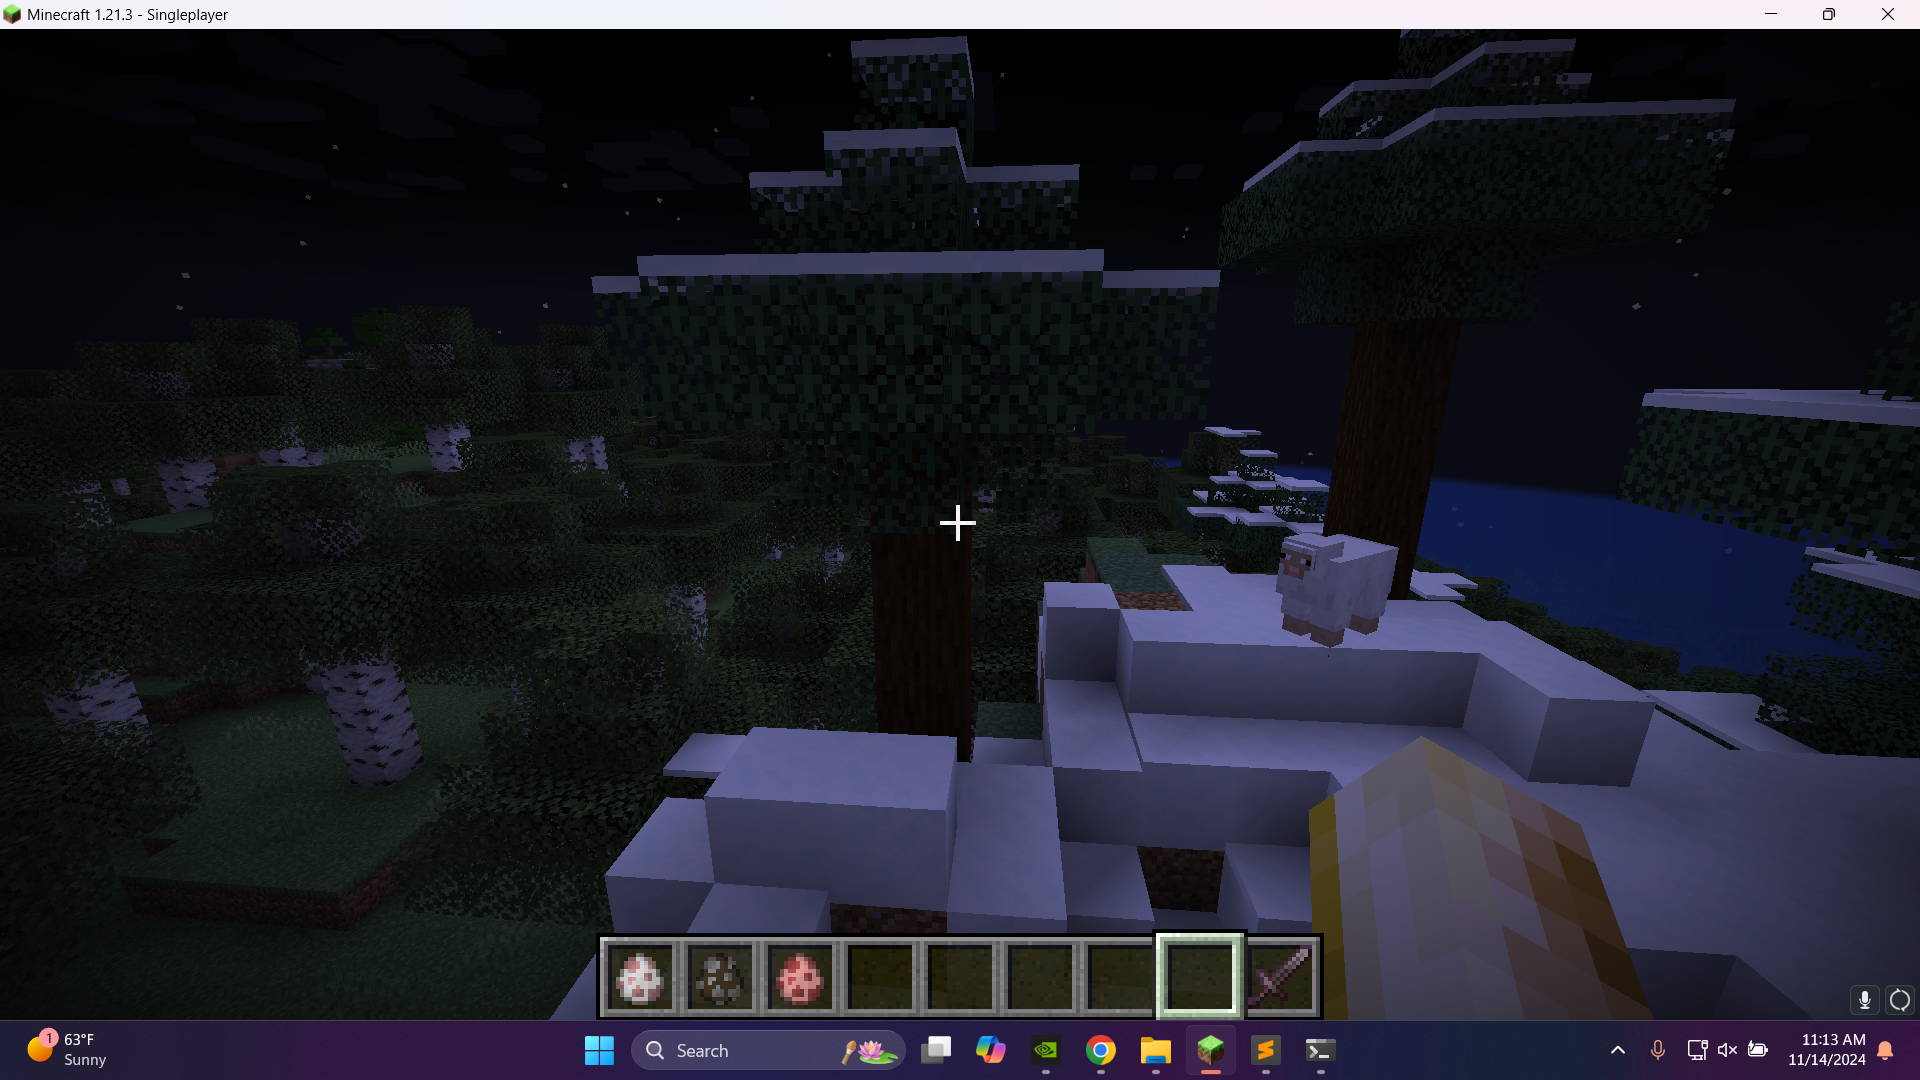 Minecraft 1.21.3 - Singleplayer
1
63°F
Sunny
Search
11:13 AM
11/14/2024